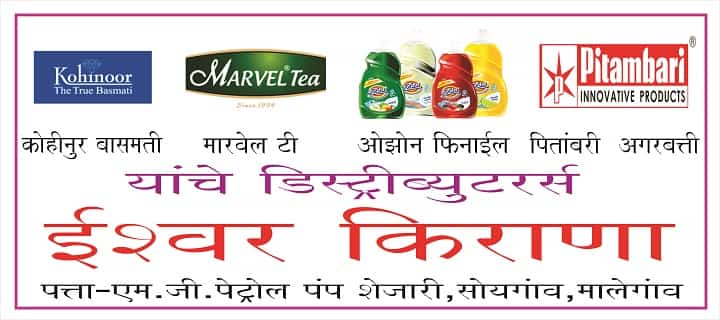 Kohinoor
The True Basmati
MARVEL TEA
Since 1994
Pitambari®
INNOVATIVE PRODUCTS
कोहीनुर बासमती मारवेल टी ओझोन फिनाईल पितांवरी अगरबत्ती
यांचे डिस्ट्रीब्युटरर्स
ईश्वर किराणा
पत्ता-एम.जी.पेट्रोल पंप शेजारी,सोयगांव,मालेगांव